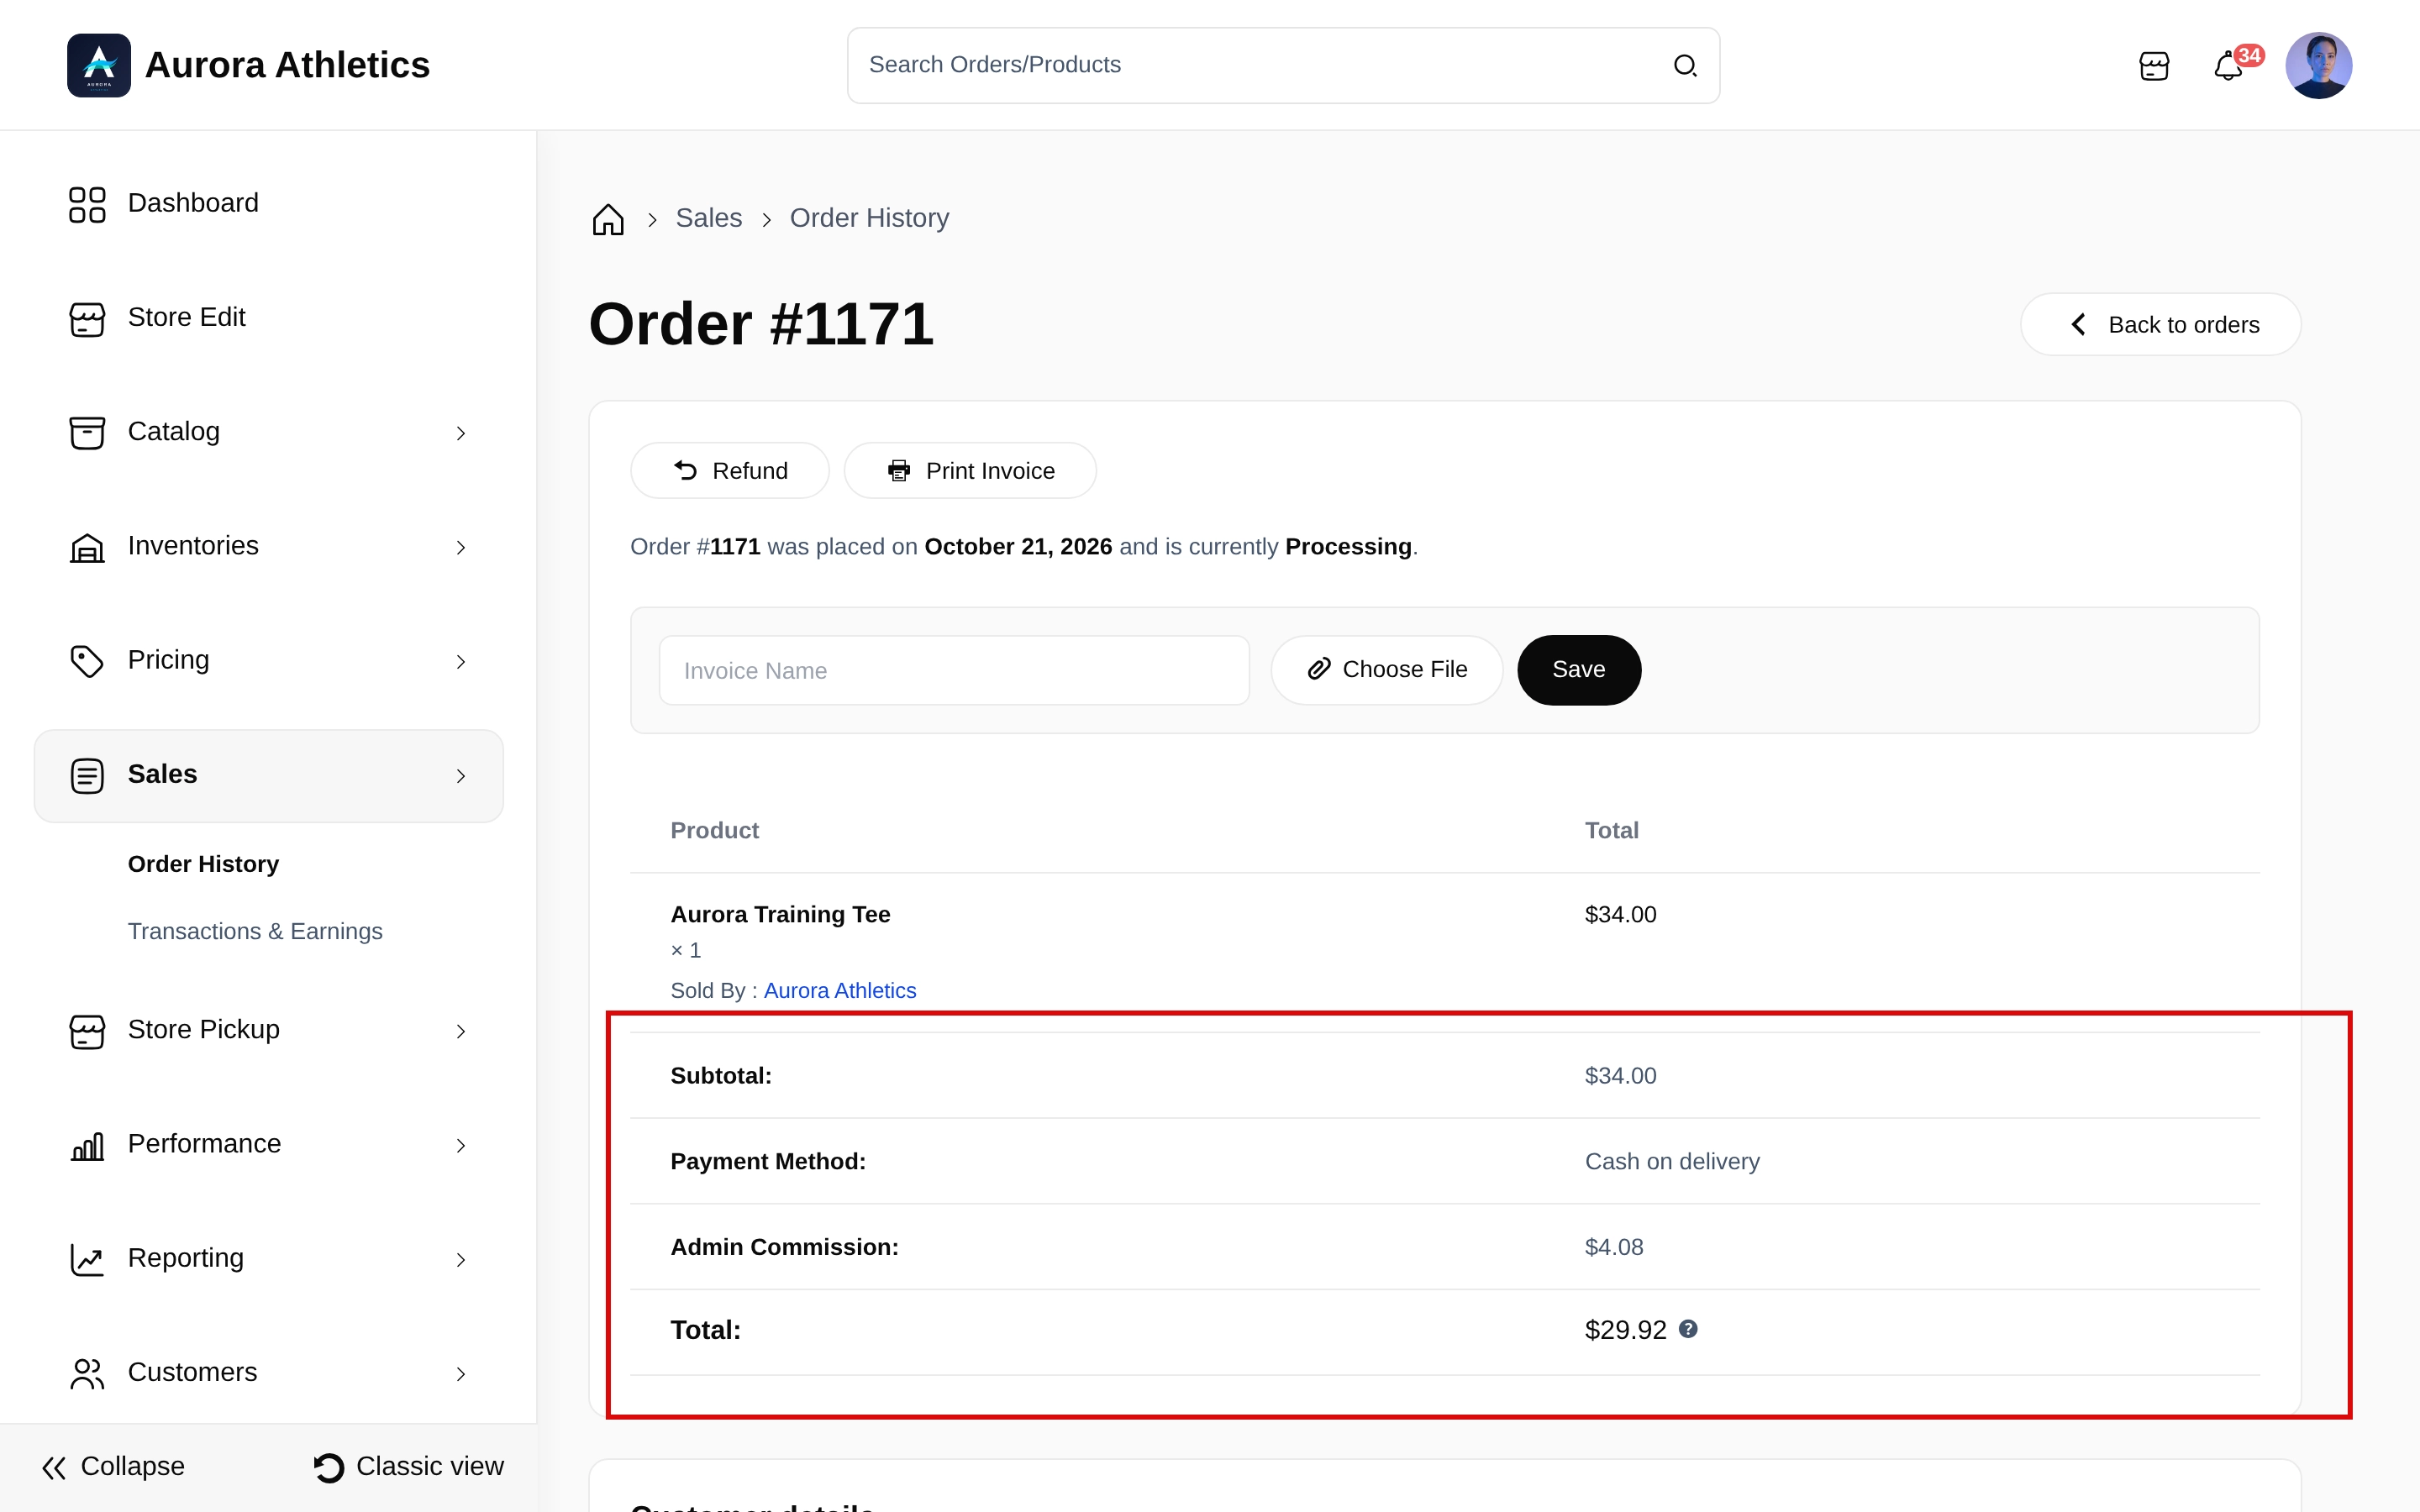 AURORA
Aurora Athletics
Search Orders/Products
34
Dashboard
Store Edit
Catalog
Inventories
Pricing
Sales
Order History
Transactions & Earnings
Store Pickup
Performance
Reporting
Customers
Collapse
Classic view
Sales
Order History
Order #1171
Back to orders
Refund
Print Invoice
Order #1171 was placed on October 21, 2026 and is currently Processing.
Invoice Name
Choose File
Save
Product Total
Aurora Training Tee $34.00
× 1
Sold By : Aurora Athletics
Subtotal: $34.00
Payment Method: Cash on delivery
Admin Commission: $4.08
Total: $29.92 ?
Customer details